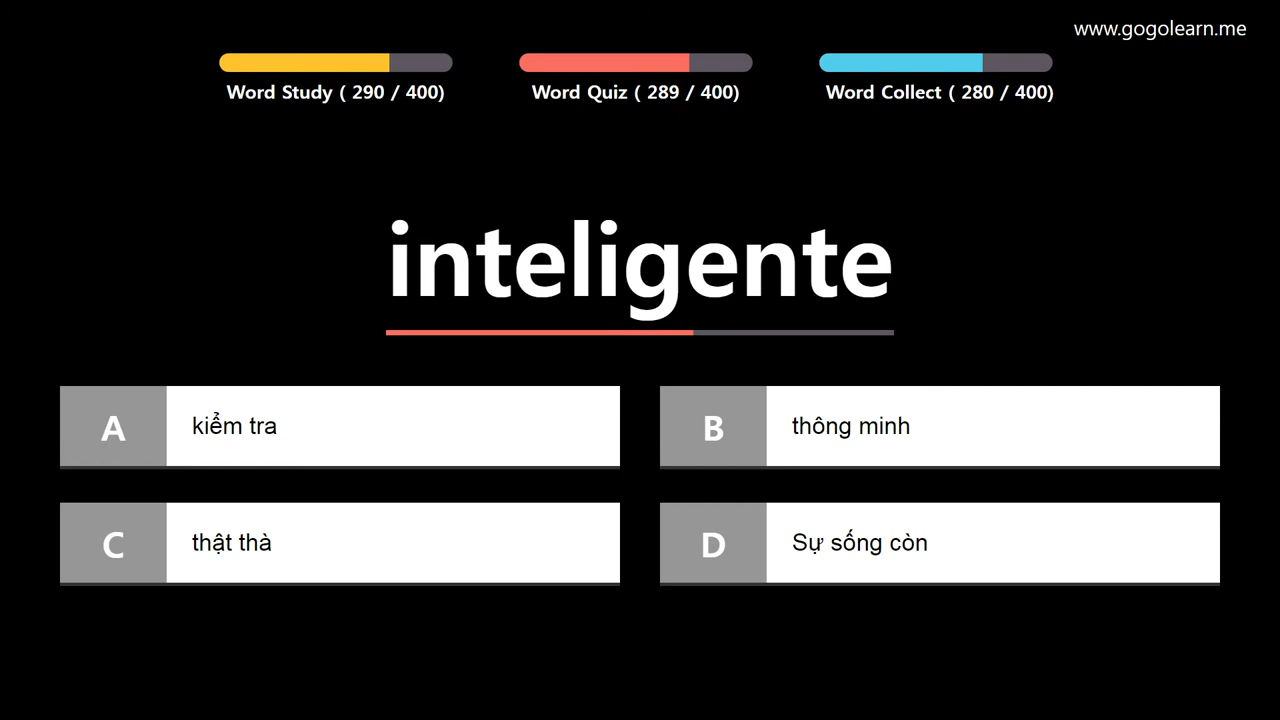 www.gogolearn.me
Word Study ( 290 / 400)
Word Quiz ( 289 / 400)
Word Collect ( 280 / 400)
inteligente
A kiểm tra
B thông minh
C thật thà
D Sự sống còn